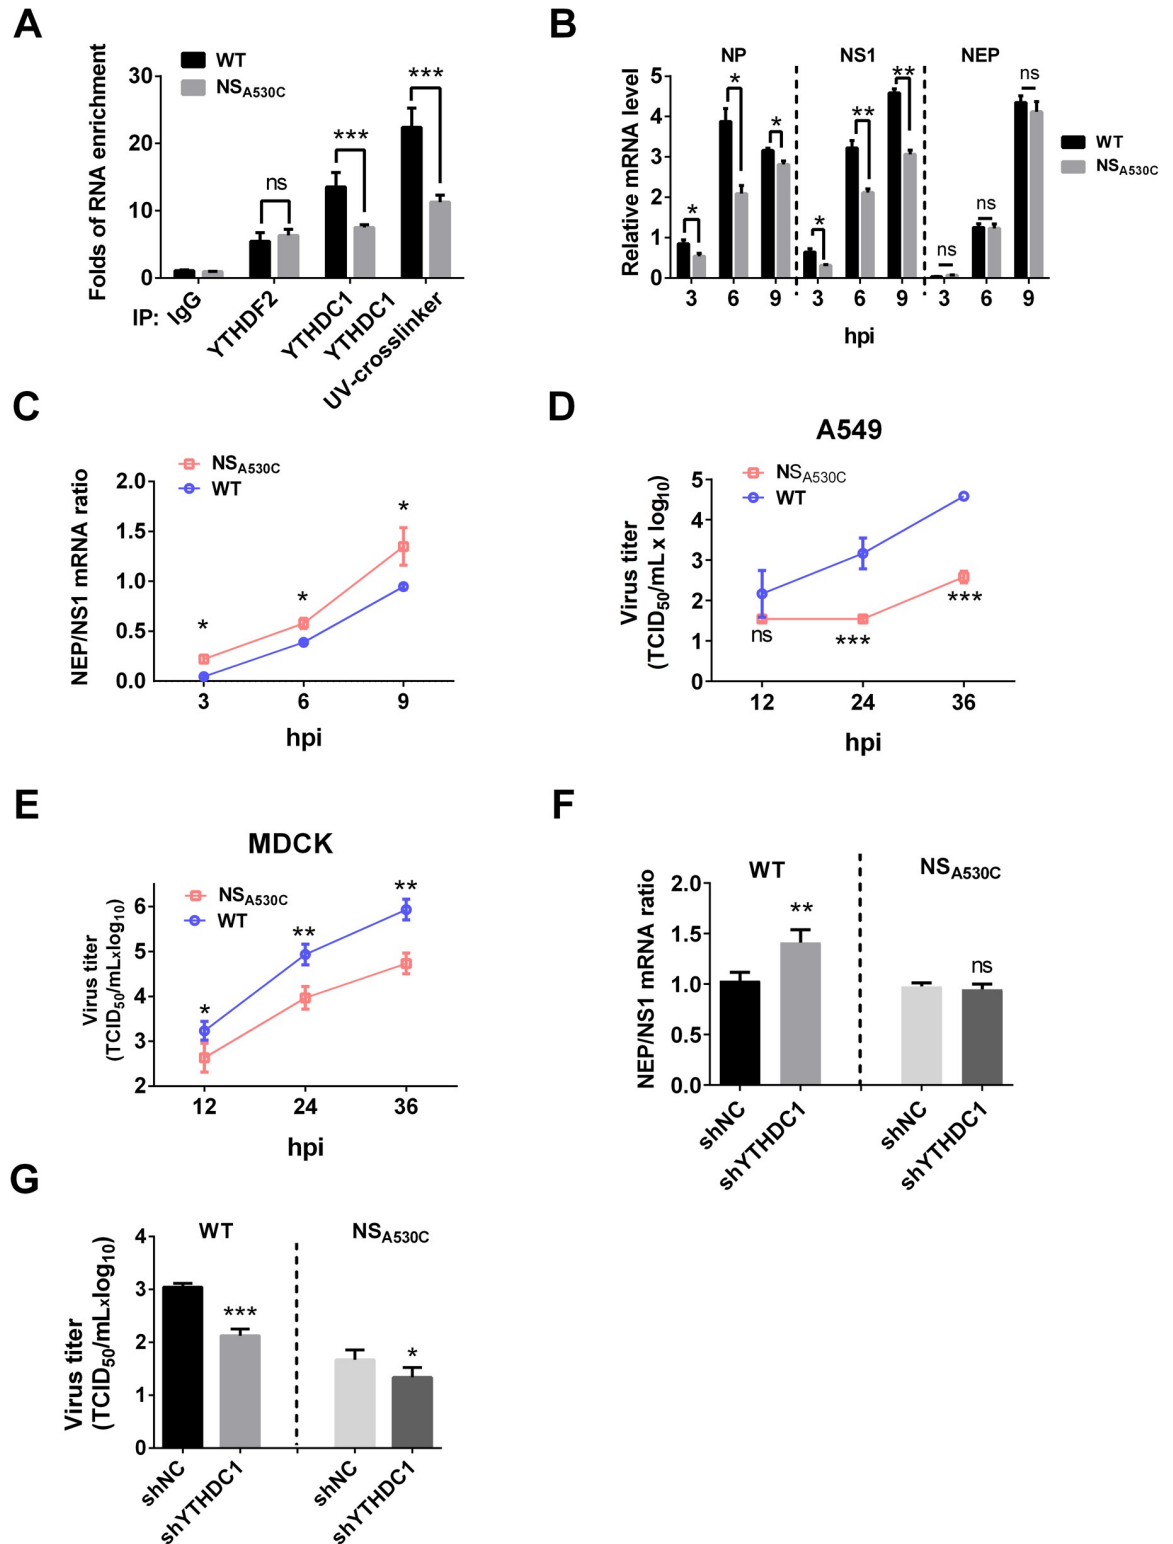 A
WT
NSA530C
Folds of RNA enrichment
30
20
10
0
ns
***
***
IP:
IgG
YTHDF2
YTHDC1
YTHDC1
UV-crosslinker
B
NP
NS1
NEP
Relative mRNA level
5
4
3
2
1
0
*
*
*
*
**
**
ns
ns
ns
WT
NSA530C
3
6
9
3
6
9
3
6
9
hpi
C
NSA530C
WT
NEP/NS1 mRNA ratio
2.0
1.5
1.0
0.5
0.0
*
*
*
3
6
9
hpi
D
A549
NSA530C
WT
Virus titer
(TCID50/mL x log10)
5
4
3
2
1
0
ns
***
***
12
24
36
hpi
E
MDCK
NSA530C
WT
Virus titer
(TCID50/mLxlog10)
6
5
4
3
2
*
**
**
12
24
36
hpi
F
WT
NSA530C
NEP/NS1 mRNA ratio
2.0
1.5
1.0
0.5
0.0
**
ns
shNC
shYTHDC1
shNC
shYTHDC1
G
WT
NSA530C
Virus titer
(TCID50/mLxlog10)
4
3
2
1
0
***
*
shNC
shYTHDC1
shNC
shYTHDC1